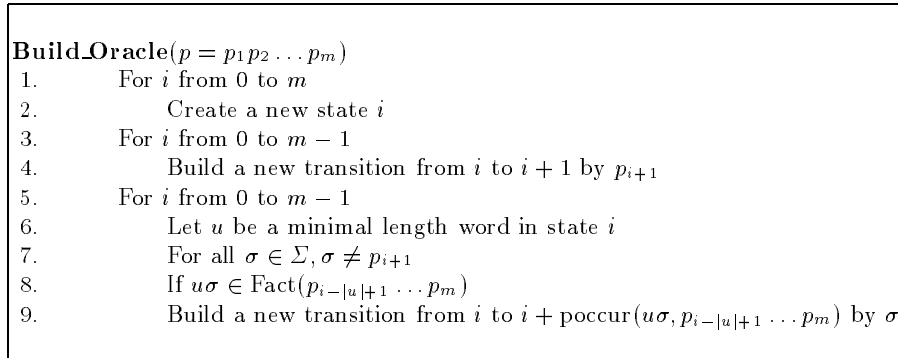 Build_Oracle(p = p₁p₂ … pₘ)
1. For i from 0 to m
2. Create a new state i
3. For i from 0 to m − 1
4. Build a new transition from i to i + 1 by pᵢ₊₁
5. For i from 0 to m − 1
6. Let u be a minimal length word in state i
7. For all σ ∈ Σ, σ ≠ pᵢ₊₁
8. If uσ ∈ Fact(pᵢ₋|ᵤ|₊₁ … pₘ)
9. Build a new transition from i to i + poccur(uσ, pᵢ₋|ᵤ|₊₁ … pₘ) by σ